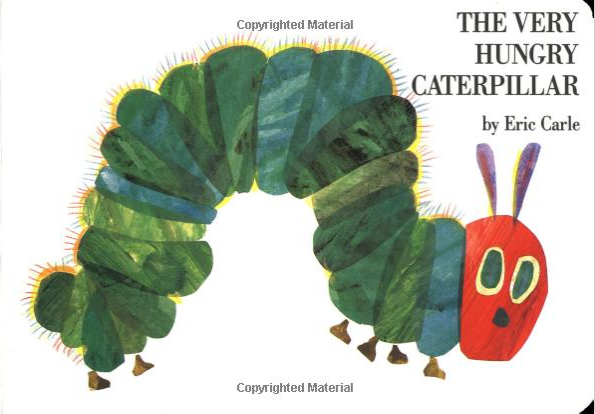 Copyrighted Material
THE VERY
HUNGRY
CATERPILLAR
by Eric Carle
Copyrighted Material